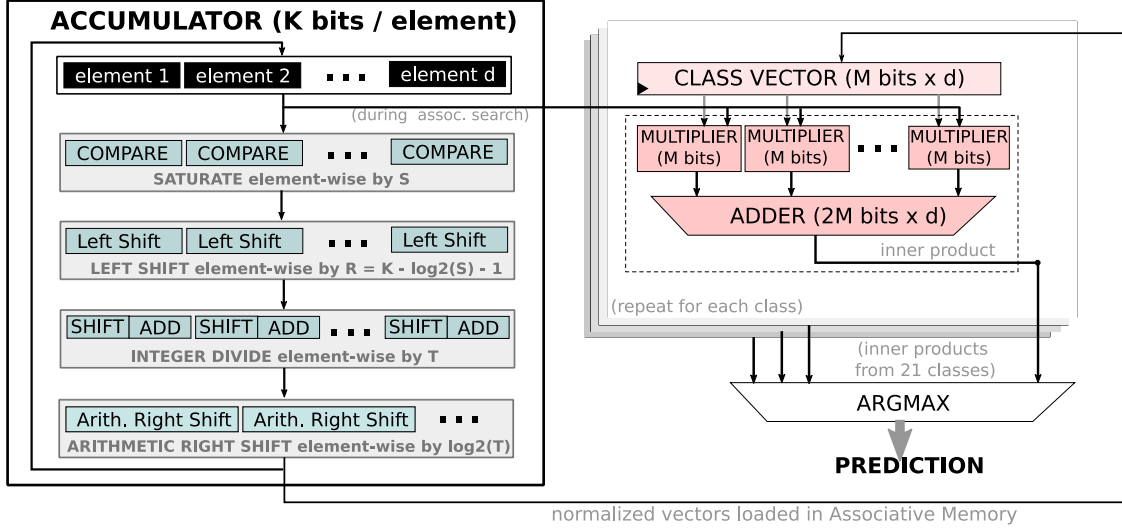 ACCUMULATOR (K bits / element)
element 1 element 2 element d
(during assoc. search)
COMPARE COMPARE COMPARE
SATURATE element-wise by S
Left Shift Left Shift Left Shift
LEFT SHIFT element-wise by R = K - log2(S) - 1
SHIFT ADD SHIFT ADD SHIFT ADD
INTEGER DIVIDE element-wise by T
Arith. Right Shift Arith. Right Shift
ARITHMETIC RIGHT SHIFT element-wise by log2(T)
CLASS VECTOR (M bits x d)
MULTIPLIER MULTIPLIER MULTIPLIER
(M bits) (M bits) (M bits)
ADDER (2M bits x d)
inner product
(repeat for each class)
(inner products
from 21 classes)
ARGMAX
PREDICTION
normalized vectors loaded in Associative Memory